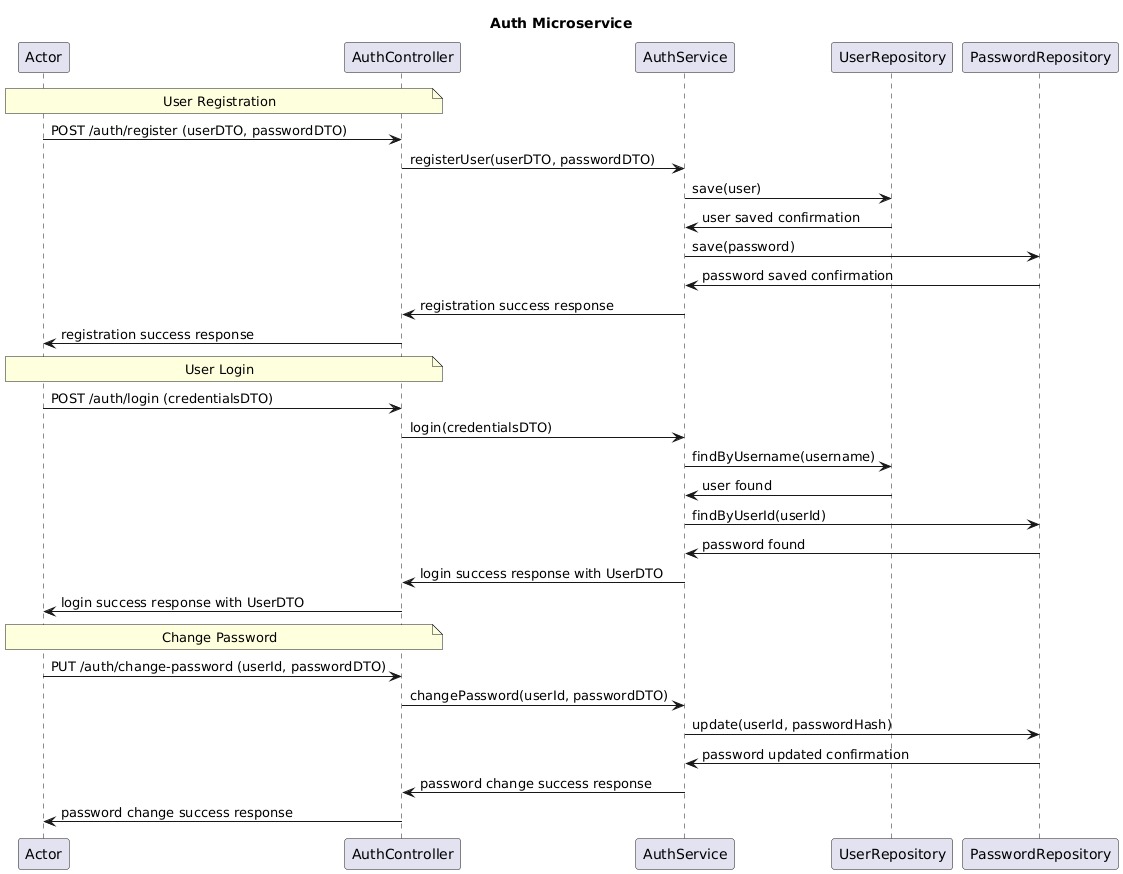 Auth Microservice
Actor
AuthController
AuthService
UserRepository
PasswordRepository
User Registration
POST /auth/register (userDTO, passwordDTO)
registerUser(userDTO, passwordDTO)
save(user)
user saved confirmation
save(password)
password saved confirmation
registration success response
registration success response
User Login
POST /auth/login (credentialsDTO)
login(credentialsDTO)
findByUsername(username)
user found
findByUserId(userId)
password found
login success response with UserDTO
login success response with UserDTO
Change Password
PUT /auth/change-password (userId, passwordDTO)
changePassword(userId, passwordDTO)
update(userId, passwordHash)
password updated confirmation
password change success response
password change success response
Actor
AuthController
AuthService
UserRepository
PasswordRepository